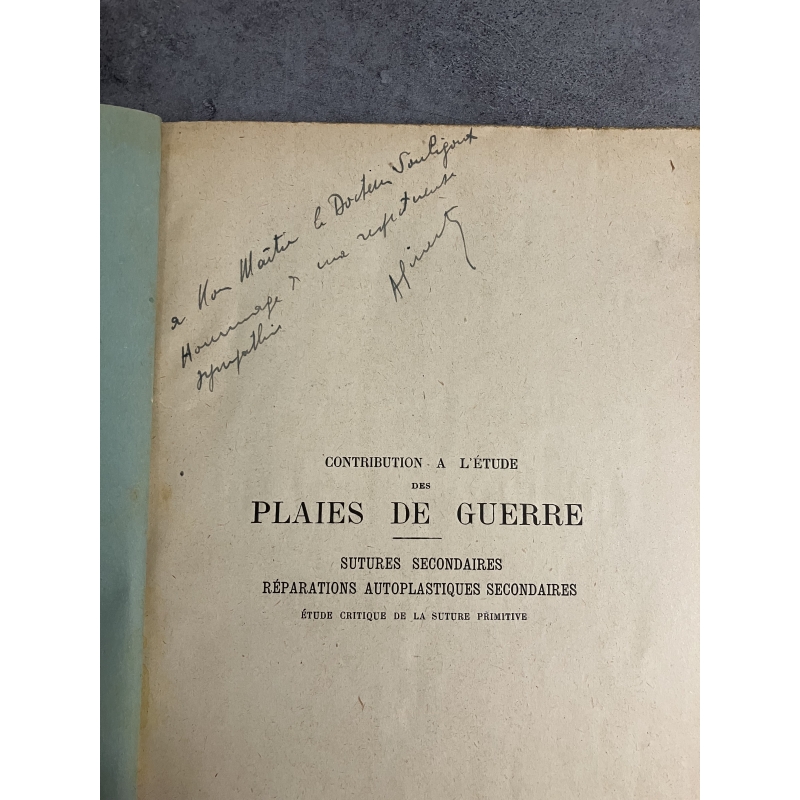 a Mon Maître le Docteur Souligoux
Hommage d une respectueuse
sympathie
CONTRIBUTION A L'ÉTUDE
DES
PLAIES DE GUERRE
SUTURES SECONDAIRES
RÉPARATIONS AUTOPLASTIQUES SECONDAIRES
ÉTUDE CRITIQUE DE LA SUTURE PRIMITIVE